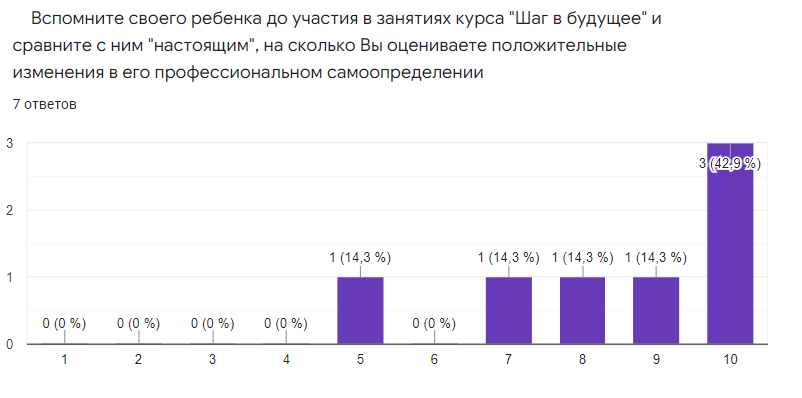 Вспомните своего ребенка до участия в занятиях курса "Шаг в будущее" и
сравните с ним "настоящим", на сколько Вы оцениваете положительные
изменения в его профессиональном самоопределении
7 ответов
3
2
1
0
0 (0 %)
0 (0 %)
0 (0 %)
0 (0 %)
1 (14,3 %)
0 (0 %)
1 (14,3 %)
1 (14,3 %)
1 (14,3 %)
3 (42,9 %)
1 2 3 4 5 6 7 8 9 10